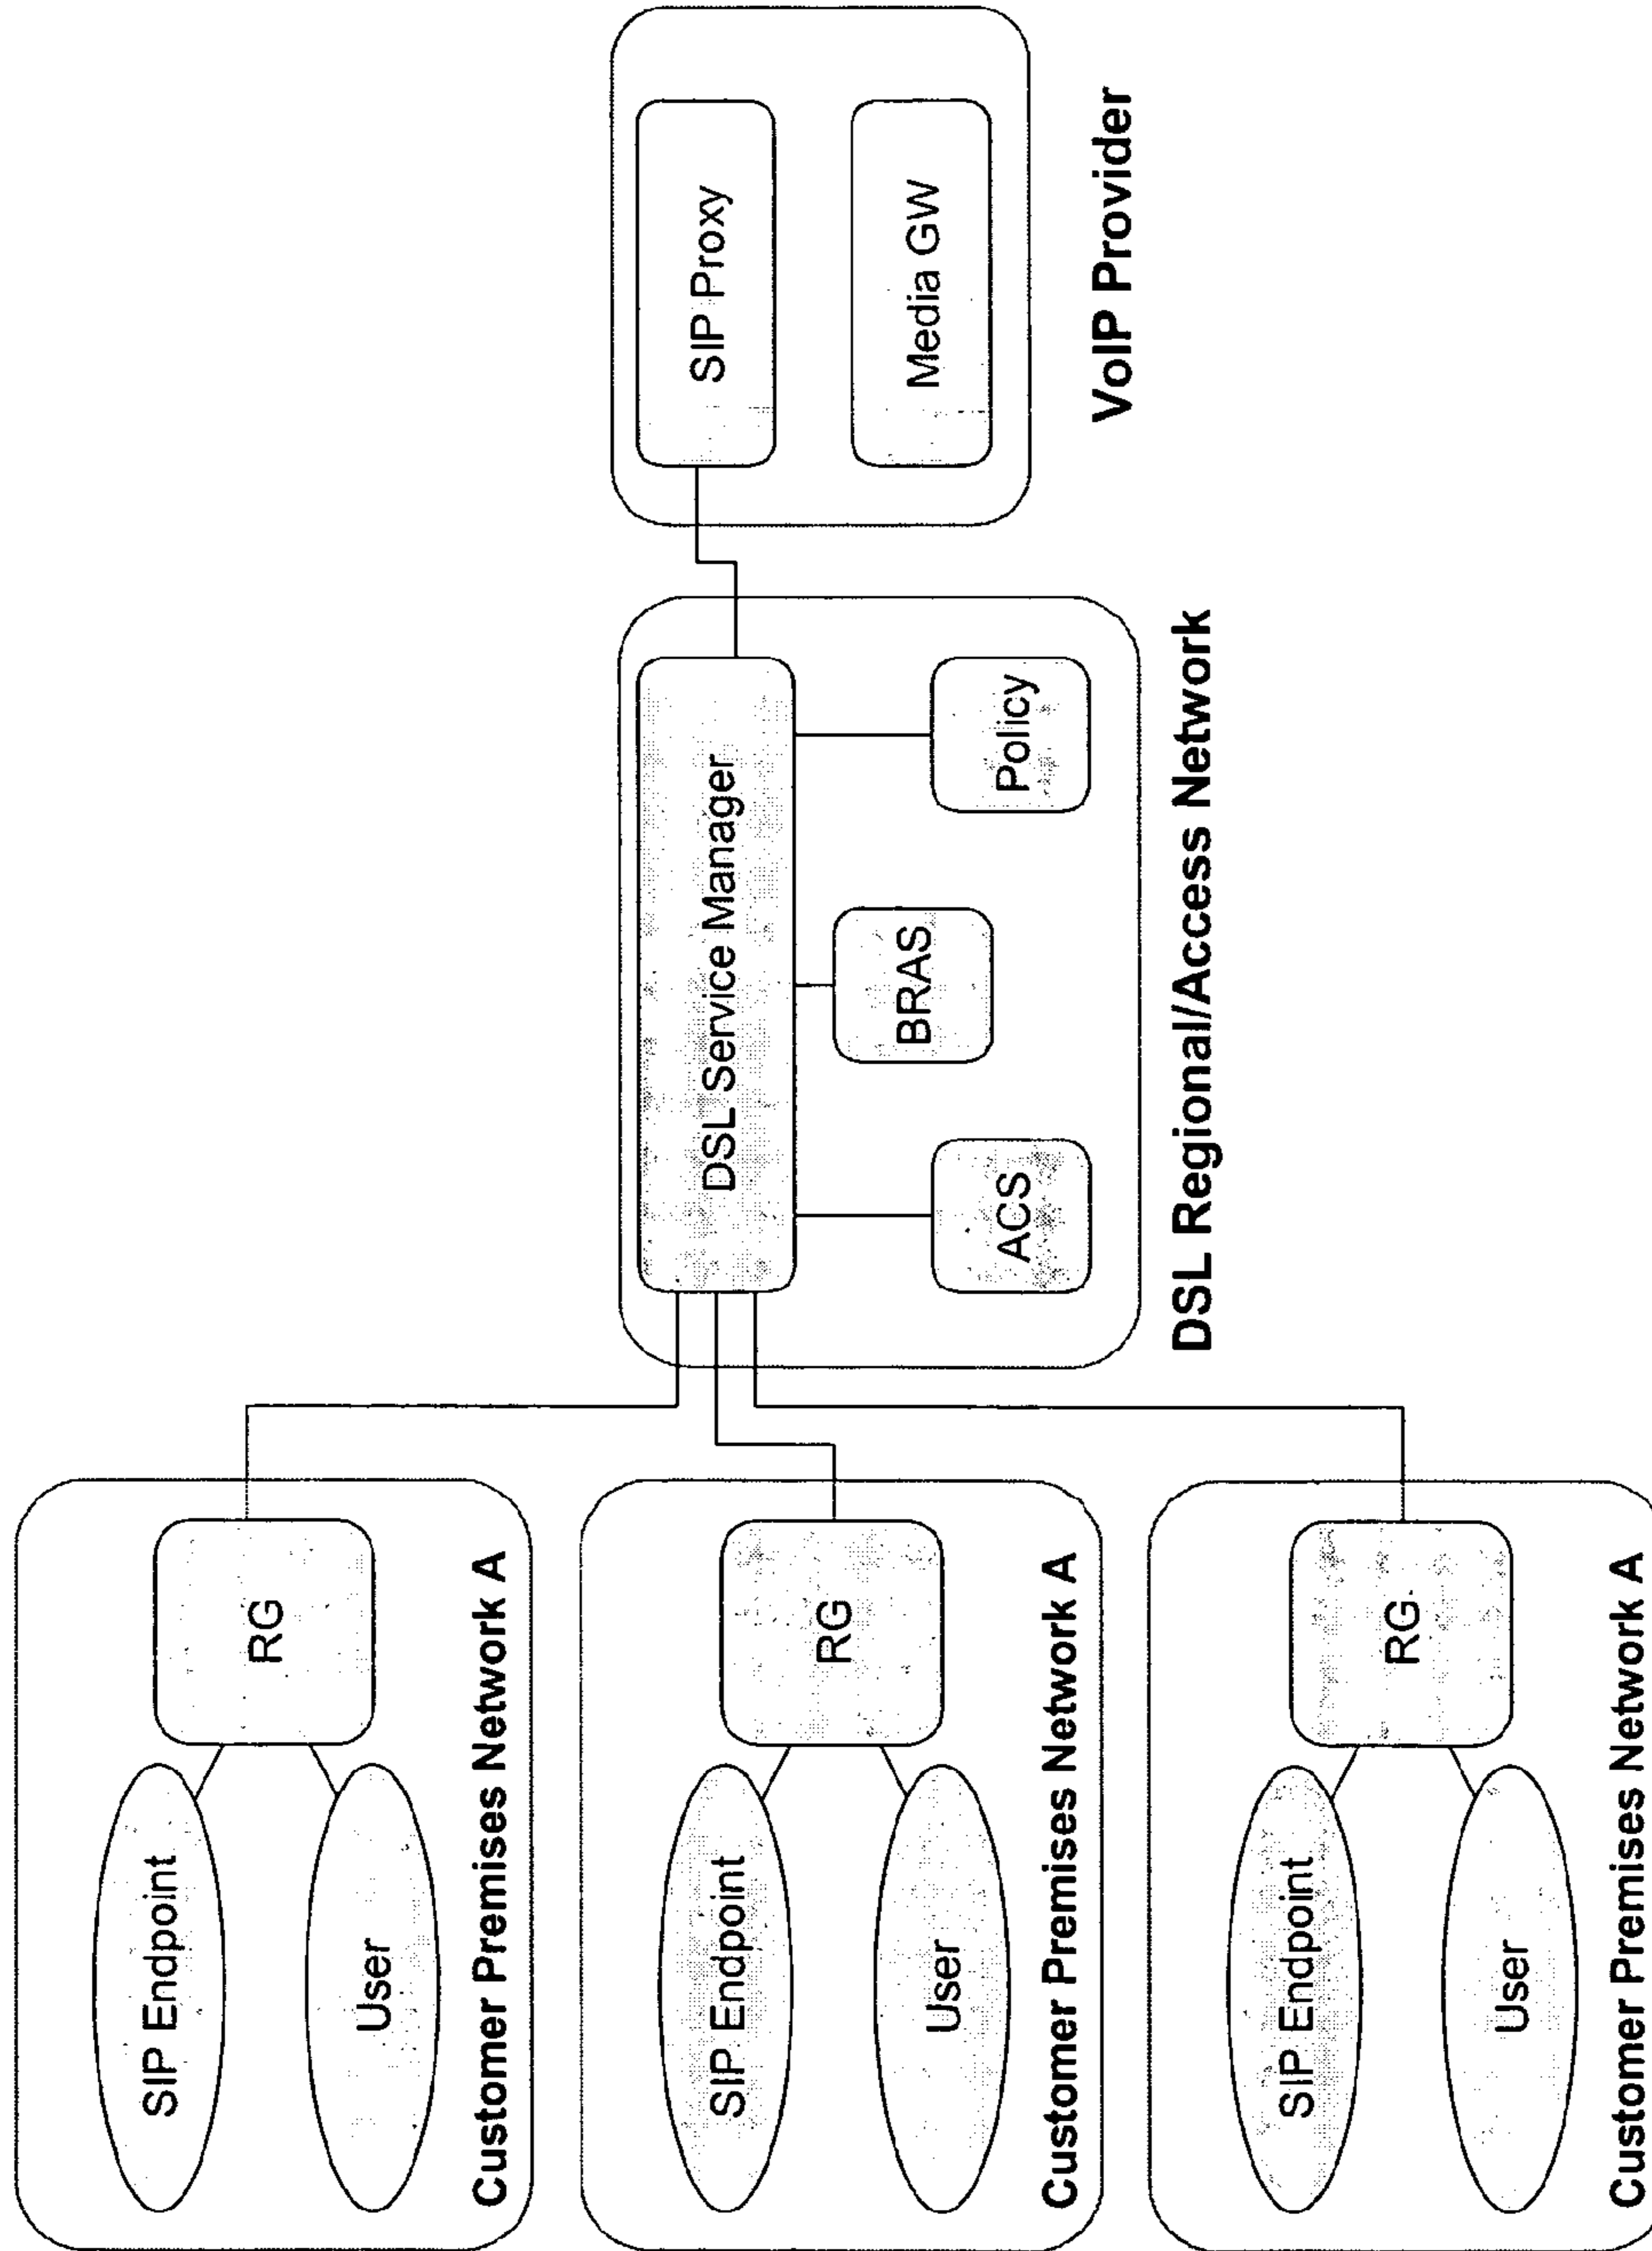 SIP Endpoint
RG
User
Customer Premises Network A
SIP Endpoint
RG
User
Customer Premises Network A
SIP Endpoint
RG
User
Customer Premises Network A
DSL Service Manager
ACS
BRAS
Policy
DSL Regional/Access Network
SIP Proxy
Media GW
VoIP Provider